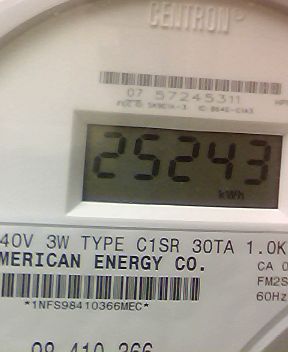 CENTRON®
07 57245311
25243
kWh
40V 3W TYPE C1SR 30TA 1.0K
MERICAN ENERGY CO.
CA 0
FM2S
60Hz
*1NFS98410366MEC*
98 410 366